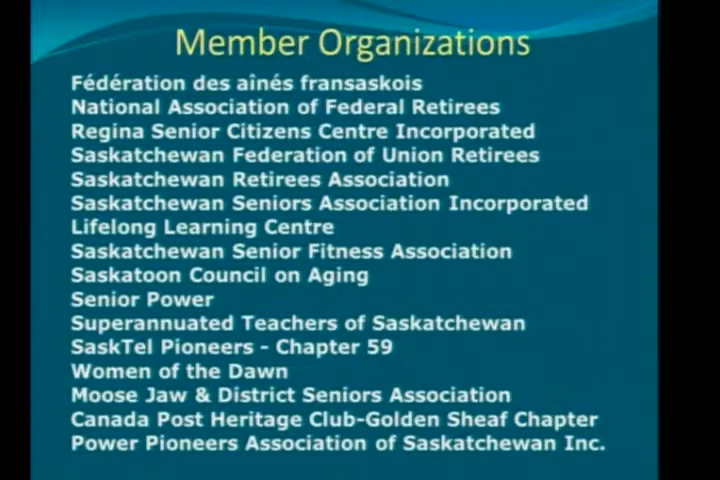 Member Organizations
Fédération des aînés fransaskois
National Association of Federal Retirees
Regina Senior Citizens Centre Incorporated
Saskatchewan Federation of Union Retirees
Saskatchewan Retirees Association
Saskatchewan Seniors Association Incorporated
Lifelong Learning Centre
Saskatchewan Senior Fitness Association
Saskatoon Council on Aging
Senior Power
Superannuated Teachers of Saskatchewan
SaskTel Pioneers - Chapter 59
Women of the Dawn
Moose Jaw & District Seniors Association
Canada Post Heritage Club-Golden Sheaf Chapter
Power Pioneers Association of Saskatchewan Inc.